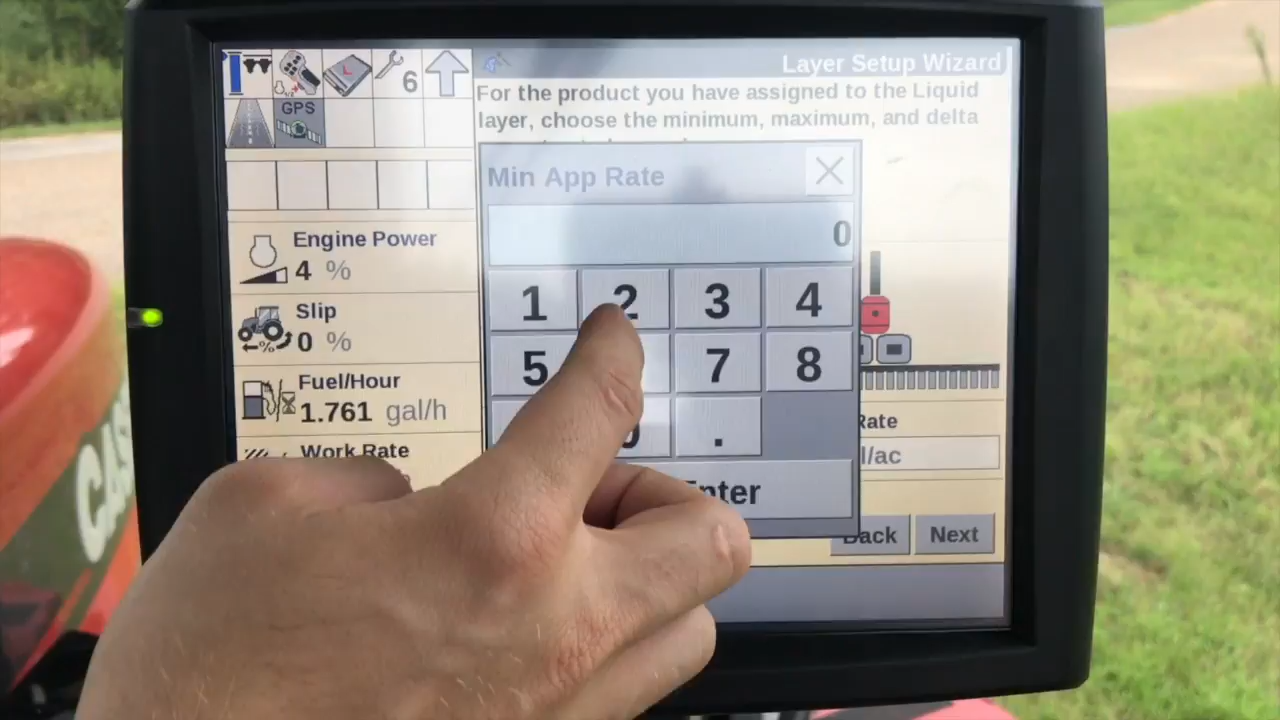 6
GPS
Layer Setup Wizard
For the product you have assigned to the Liquid
layer, choose the minimum, maximum, and delta
Min App Rate
0
1 2 3 4
5 7 8
.
Enter
Engine Power
4 %
Slip
0 %
Fuel/Hour
1.761 gal/h
Work Rate
Rate
l/ac
Back Next
CAS